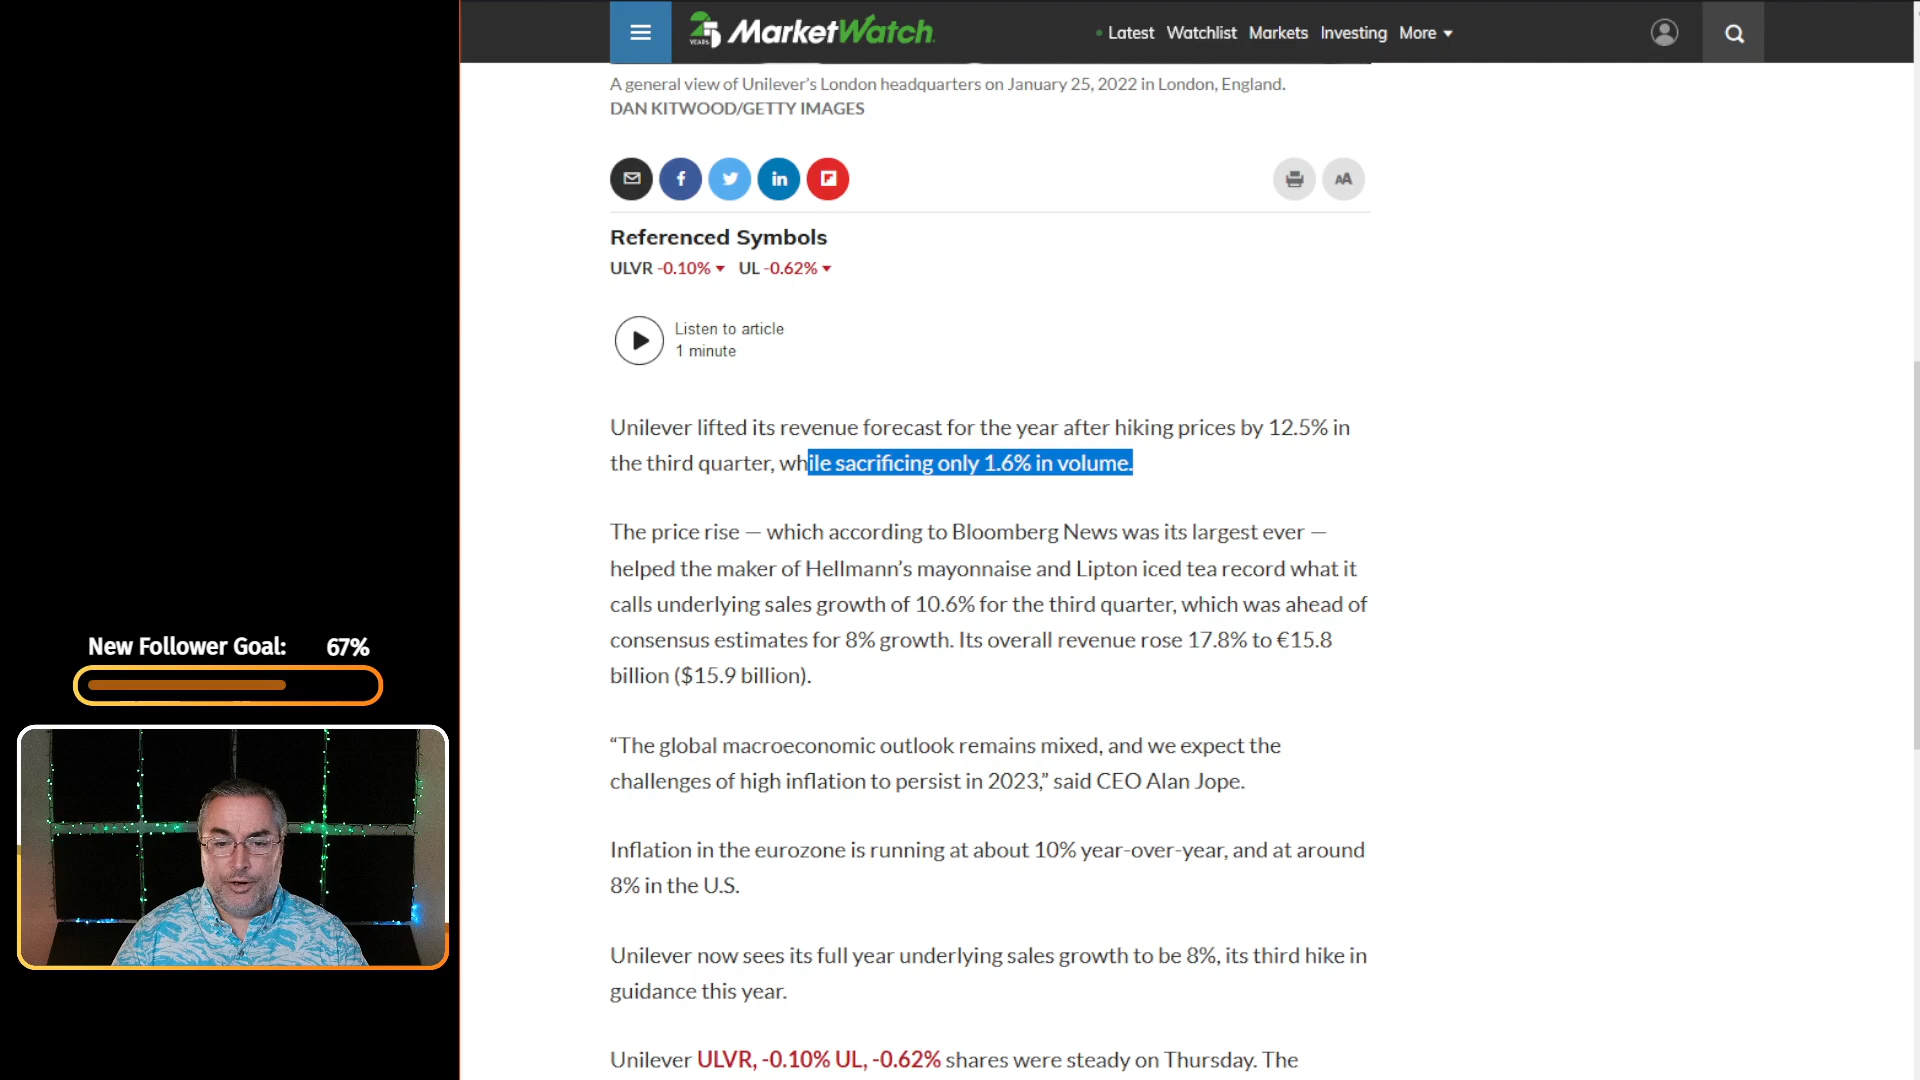 25 YEARS MarketWatch
Latest Watchlist Markets Investing More
A general view of Unilever’s London headquarters on January 25, 2022 in London, England.
DAN KITWOOD/GETTY IMAGES
f in
AA
Referenced Symbols
ULVR -0.10% UL -0.62%
Listen to article
1 minute
Unilever lifted its revenue forecast for the year after hiking prices by 12.5% in
the third quarter, while sacrificing only 1.6% in volume.
The price rise — which according to Bloomberg News was its largest ever —
helped the maker of Hellmann’s mayonnaise and Lipton iced tea record what it
calls underlying sales growth of 10.6% for the third quarter, which was ahead of
consensus estimates for 8% growth. Its overall revenue rose 17.8% to €15.8
billion ($15.9 billion).
“The global macroeconomic outlook remains mixed, and we expect the
challenges of high inflation to persist in 2023,” said CEO Alan Jope.
Inflation in the eurozone is running at about 10% year-over-year, and at around
8% in the U.S.
Unilever now sees its full year underlying sales growth to be 8%, its third hike in
guidance this year.
Unilever ULVR, -0.10% UL, -0.62% shares were steady on Thursday. The
New Follower Goal: 67%